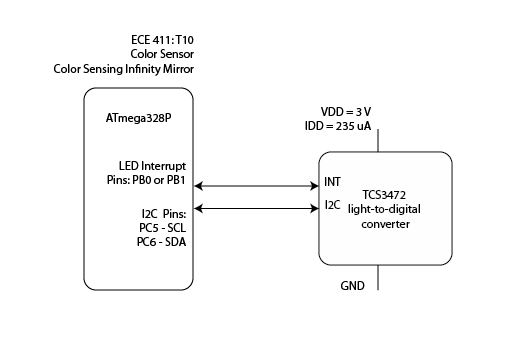 ECE 411: T10
Color Sensor
Color Sensing Infinity Mirror
ATmega328P
VDD = 3 V
IDD = 235 uA
LED Interrupt
Pins: PB0 or PB1
INT
TCS3472
light-to-digital
converter
I2C
I2C Pins:
PC5 - SCL
PC6 - SDA
GND